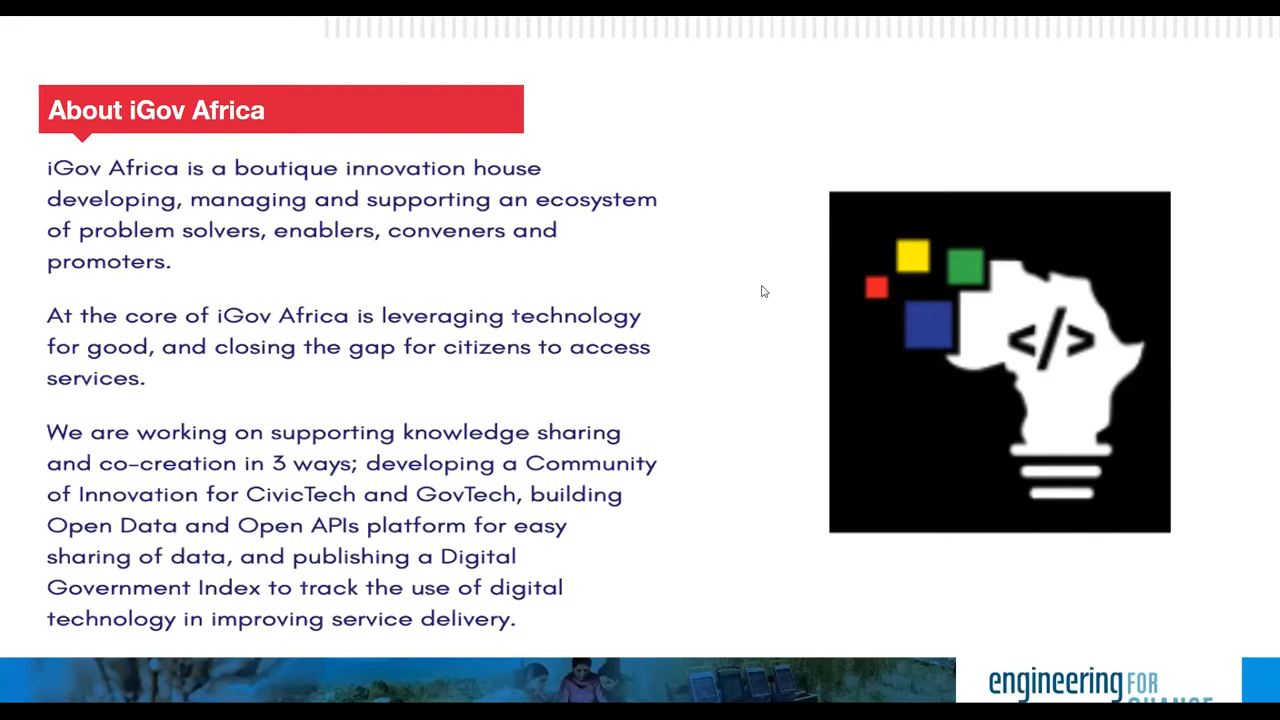 About iGov Africa
iGov Africa is a boutique innovation house
developing, managing and supporting an ecosystem
of problem solvers, enablers, conveners and
promoters.
At the core of iGov Africa is leveraging technology
for good, and closing the gap for citizens to access
services.
We are working on supporting knowledge sharing
and co-creation in 3 ways; developing a Community
of Innovation for CivicTech and GovTech, building
Open Data and Open APIs platform for easy
sharing of data, and publishing a Digital
Government Index to track the use of digital
technology in improving service delivery.
</>
engineering FOR
CHANGE